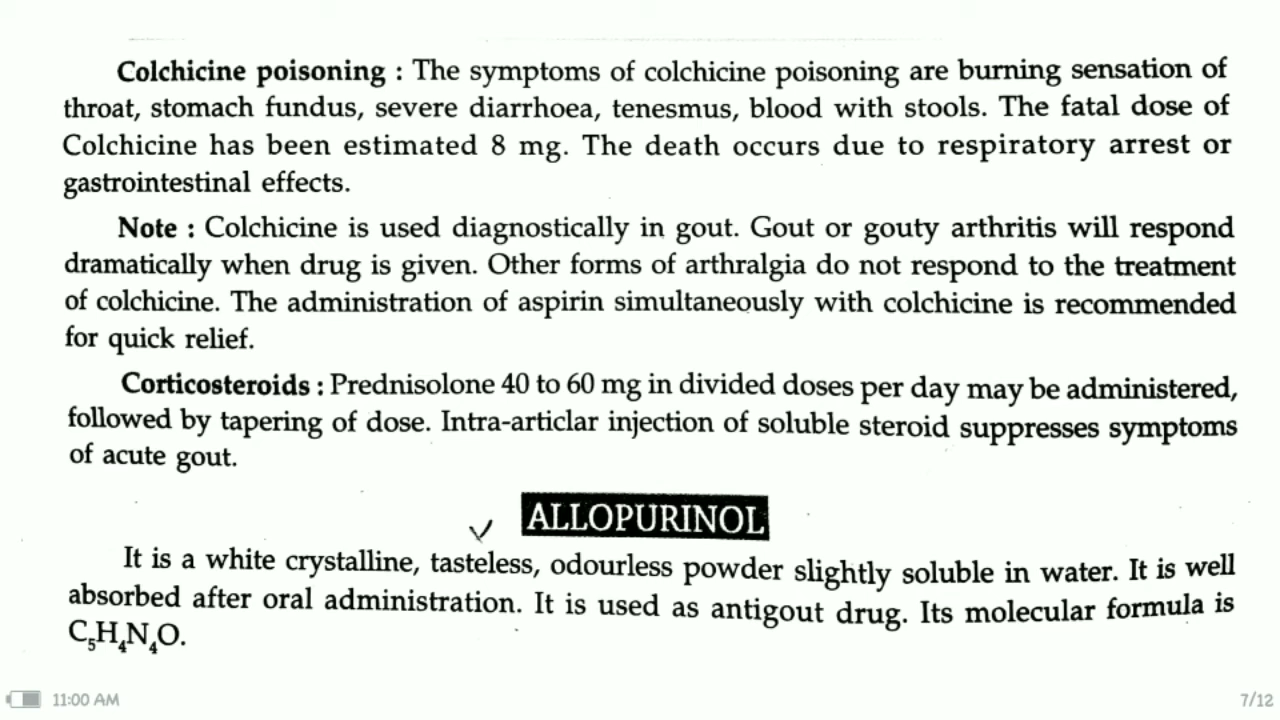 Colchicine poisoning : The symptoms of colchicine poisoning are burning sensation of
throat, stomach fundus, severe diarrhoea, tenesmus, blood with stools. The fatal dose of
Colchicine has been estimated 8 mg. The death occurs due to respiratory arrest or
gastrointestinal effects.
Note : Colchicine is used diagnostically in gout. Gout or gouty arthritis will respond
dramatically when drug is given. Other forms of arthralgia do not respond to the treatment
of colchicine. The administration of aspirin simultaneously with colchicine is recommended
for quick relief.
Corticosteroids : Prednisolone 40 to 60 mg in divided doses per day may be administered,
followed by tapering of dose. Intra-articlar injection of soluble steroid suppresses symptoms
of acute gout.
ALLOPURINOL
It is a white crystalline, tasteless, odourless powder slightly soluble in water. It is well
absorbed after oral administration. It is used as antigout drug. Its molecular formula is
C₅H₄N₄O.
11:00 AM
7/12